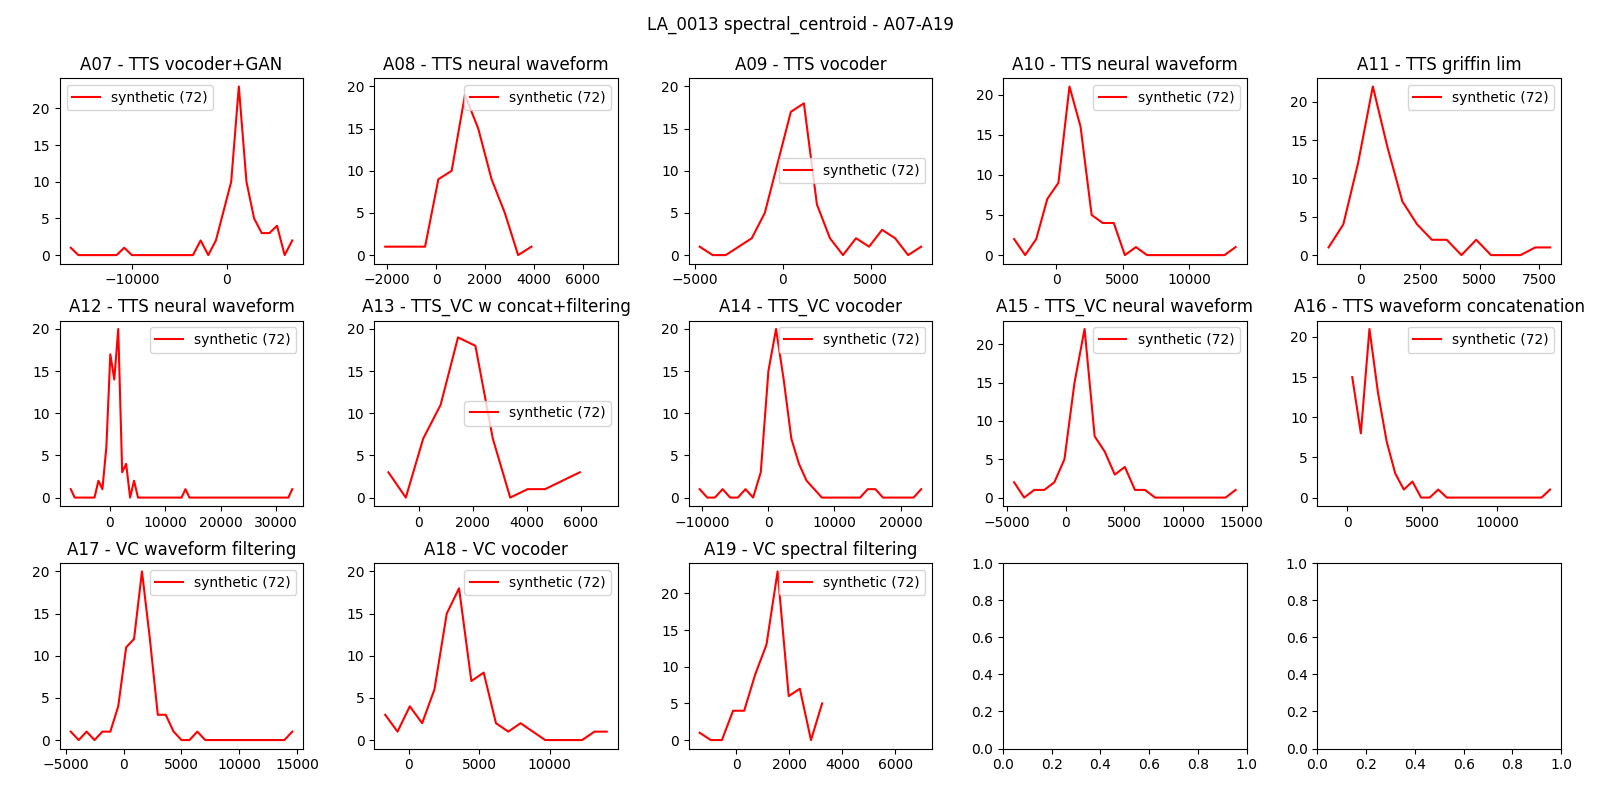 LA_0013 spectral_centroid - A07-A19
A07 - TTS vocoder+GAN
synthetic (72)
20
15
10
5
0
−10000 0
A08 - TTS neural waveform
synthetic (72)
20
15
10
5
0
−2000 0 2000 4000 6000
A09 - TTS vocoder
synthetic (72)
20
15
10
5
0
−5000 0 5000
A10 - TTS neural waveform
synthetic (72)
20
15
10
5
0
0 5000 10000
A11 - TTS griffin lim
synthetic (72)
20
15
10
5
0
0 2500 5000 7500
A12 - TTS neural waveform
synthetic (72)
20
15
10
5
0
0 10000 20000 30000
A13 - TTS_VC w concat+filtering
synthetic (72)
20
15
10
5
0
0 2000 4000 6000
A14 - TTS_VC vocoder
synthetic (72)
20
15
10
5
0
−10000 0 10000 20000
A15 - TTS_VC neural waveform
synthetic (72)
20
15
10
5
0
−5000 0 5000 10000 15000
A16 - TTS waveform concatenation
synthetic (72)
20
15
10
5
0
0 5000 10000
A17 - VC waveform filtering
synthetic (72)
20
15
10
5
0
−5000 0 5000 10000 15000
A18 - VC vocoder
synthetic (72)
20
15
10
5
0
0 5000 10000
A19 - VC spectral filtering
synthetic (72)
20
15
10
5
0
0 2000 4000 6000
1.0
0.8
0.6
0.4
0.2
0.0
0.0 0.2 0.4 0.6 0.8 1.0
1.0
0.8
0.6
0.4
0.2
0.0
0.0 0.2 0.4 0.6 0.8 1.0